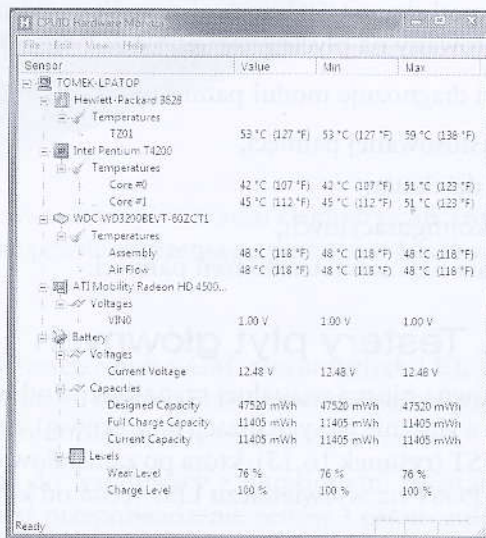 CPUID Hardware Monitor
File Edit View Help
Sensor Value Min Max
TOMEK-LPATOP
Hewlett-Packard 3628
Temperatures
TZ01 53 °C (127 °F) 53 °C (127 °F) 59 °C (138 °F)
Intel Pentium T4200
Temperatures
Core #0 42 °C (107 °F) 42 °C (107 °F) 51 °C (123 °F)
Core #1 45 °C (112 °F) 45 °C (112 °F) 51 °C (123 °F)
WDC WD3200BEVT-60ZCT1
Temperatures
Assembly 48 °C (118 °F) 48 °C (118 °F) 48 °C (118 °F)
Air Flow 48 °C (118 °F) 48 °C (118 °F) 48 °C (118 °F)
ATI Mobility Radeon HD 4500...
Voltages
VIN0 1.00 V 1.00 V 1.00 V
Battery
Voltages
Current Voltage 12.48 V 12.48 V 12.48 V
Capacities
Designed Capacity 47520 mWh 47520 mWh 47520 mWh
Full Charge Capacity 11405 mWh 11405 mWh 11405 mWh
Current Capacity 11405 mWh 11405 mWh 11405 mWh
Levels
Wear Level 76 % 76 % 76 %
Charge Level 100 % 100 % 100 %
Ready